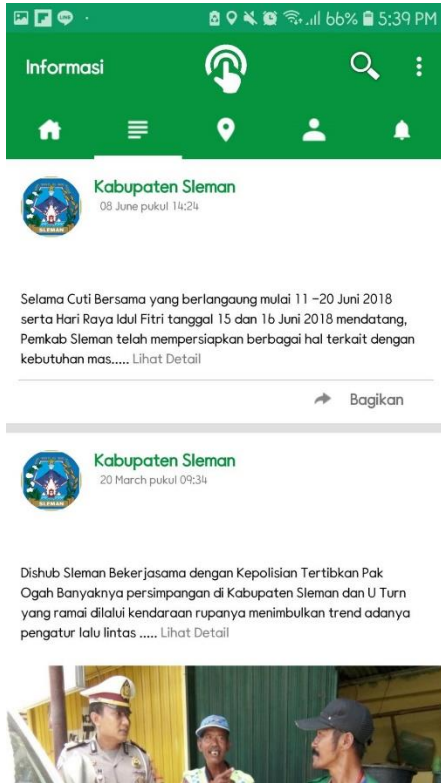 66% 5:39 PM
Informasi
Kabupaten Sleman
08 June pukul 14:24
SLEMAN
Selama Cuti Bersama yang berlangaung mulai 11 –20 Juni 2018
serta Hari Raya Idul Fitri tanggal 15 dan 16 Juni 2018 mendatang,
Pemkab Sleman telah mempersiapkan berbagai hal terkait dengan
kebutuhan mas..... Lihat Detail
Bagikan
Kabupaten Sleman
20 March pukul 09:34
SLEMAN
Dishub Sleman Bekerjasama dengan Kepolisian Tertibkan Pak
Ogah Banyaknya persimpangan di Kabupaten Sleman dan U Turn
yang ramai dilalui kendaraan rupanya menimbulkan trend adanya
pengatur lalu lintas ..... Lihat Detail